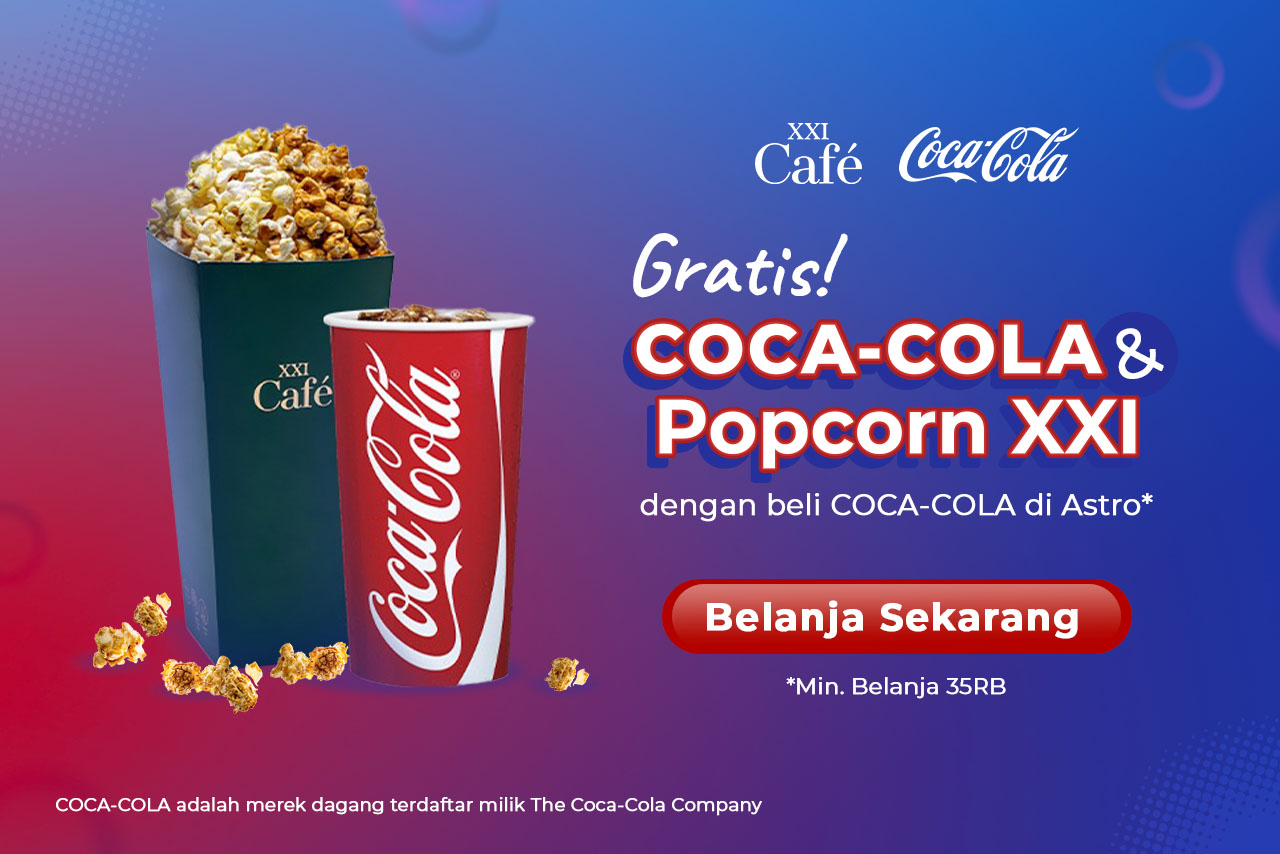 XXI
Café
Coca-Cola
Gratis!
COCA-COLA &
Popcorn XXI
dengan beli COCA-COLA di Astro*
Belanja Sekarang
*Min. Belanja 35RB
XXI
Café
Coca-Cola®
COCA-COLA adalah merek dagang terdaftar milik The Coca-Cola Company